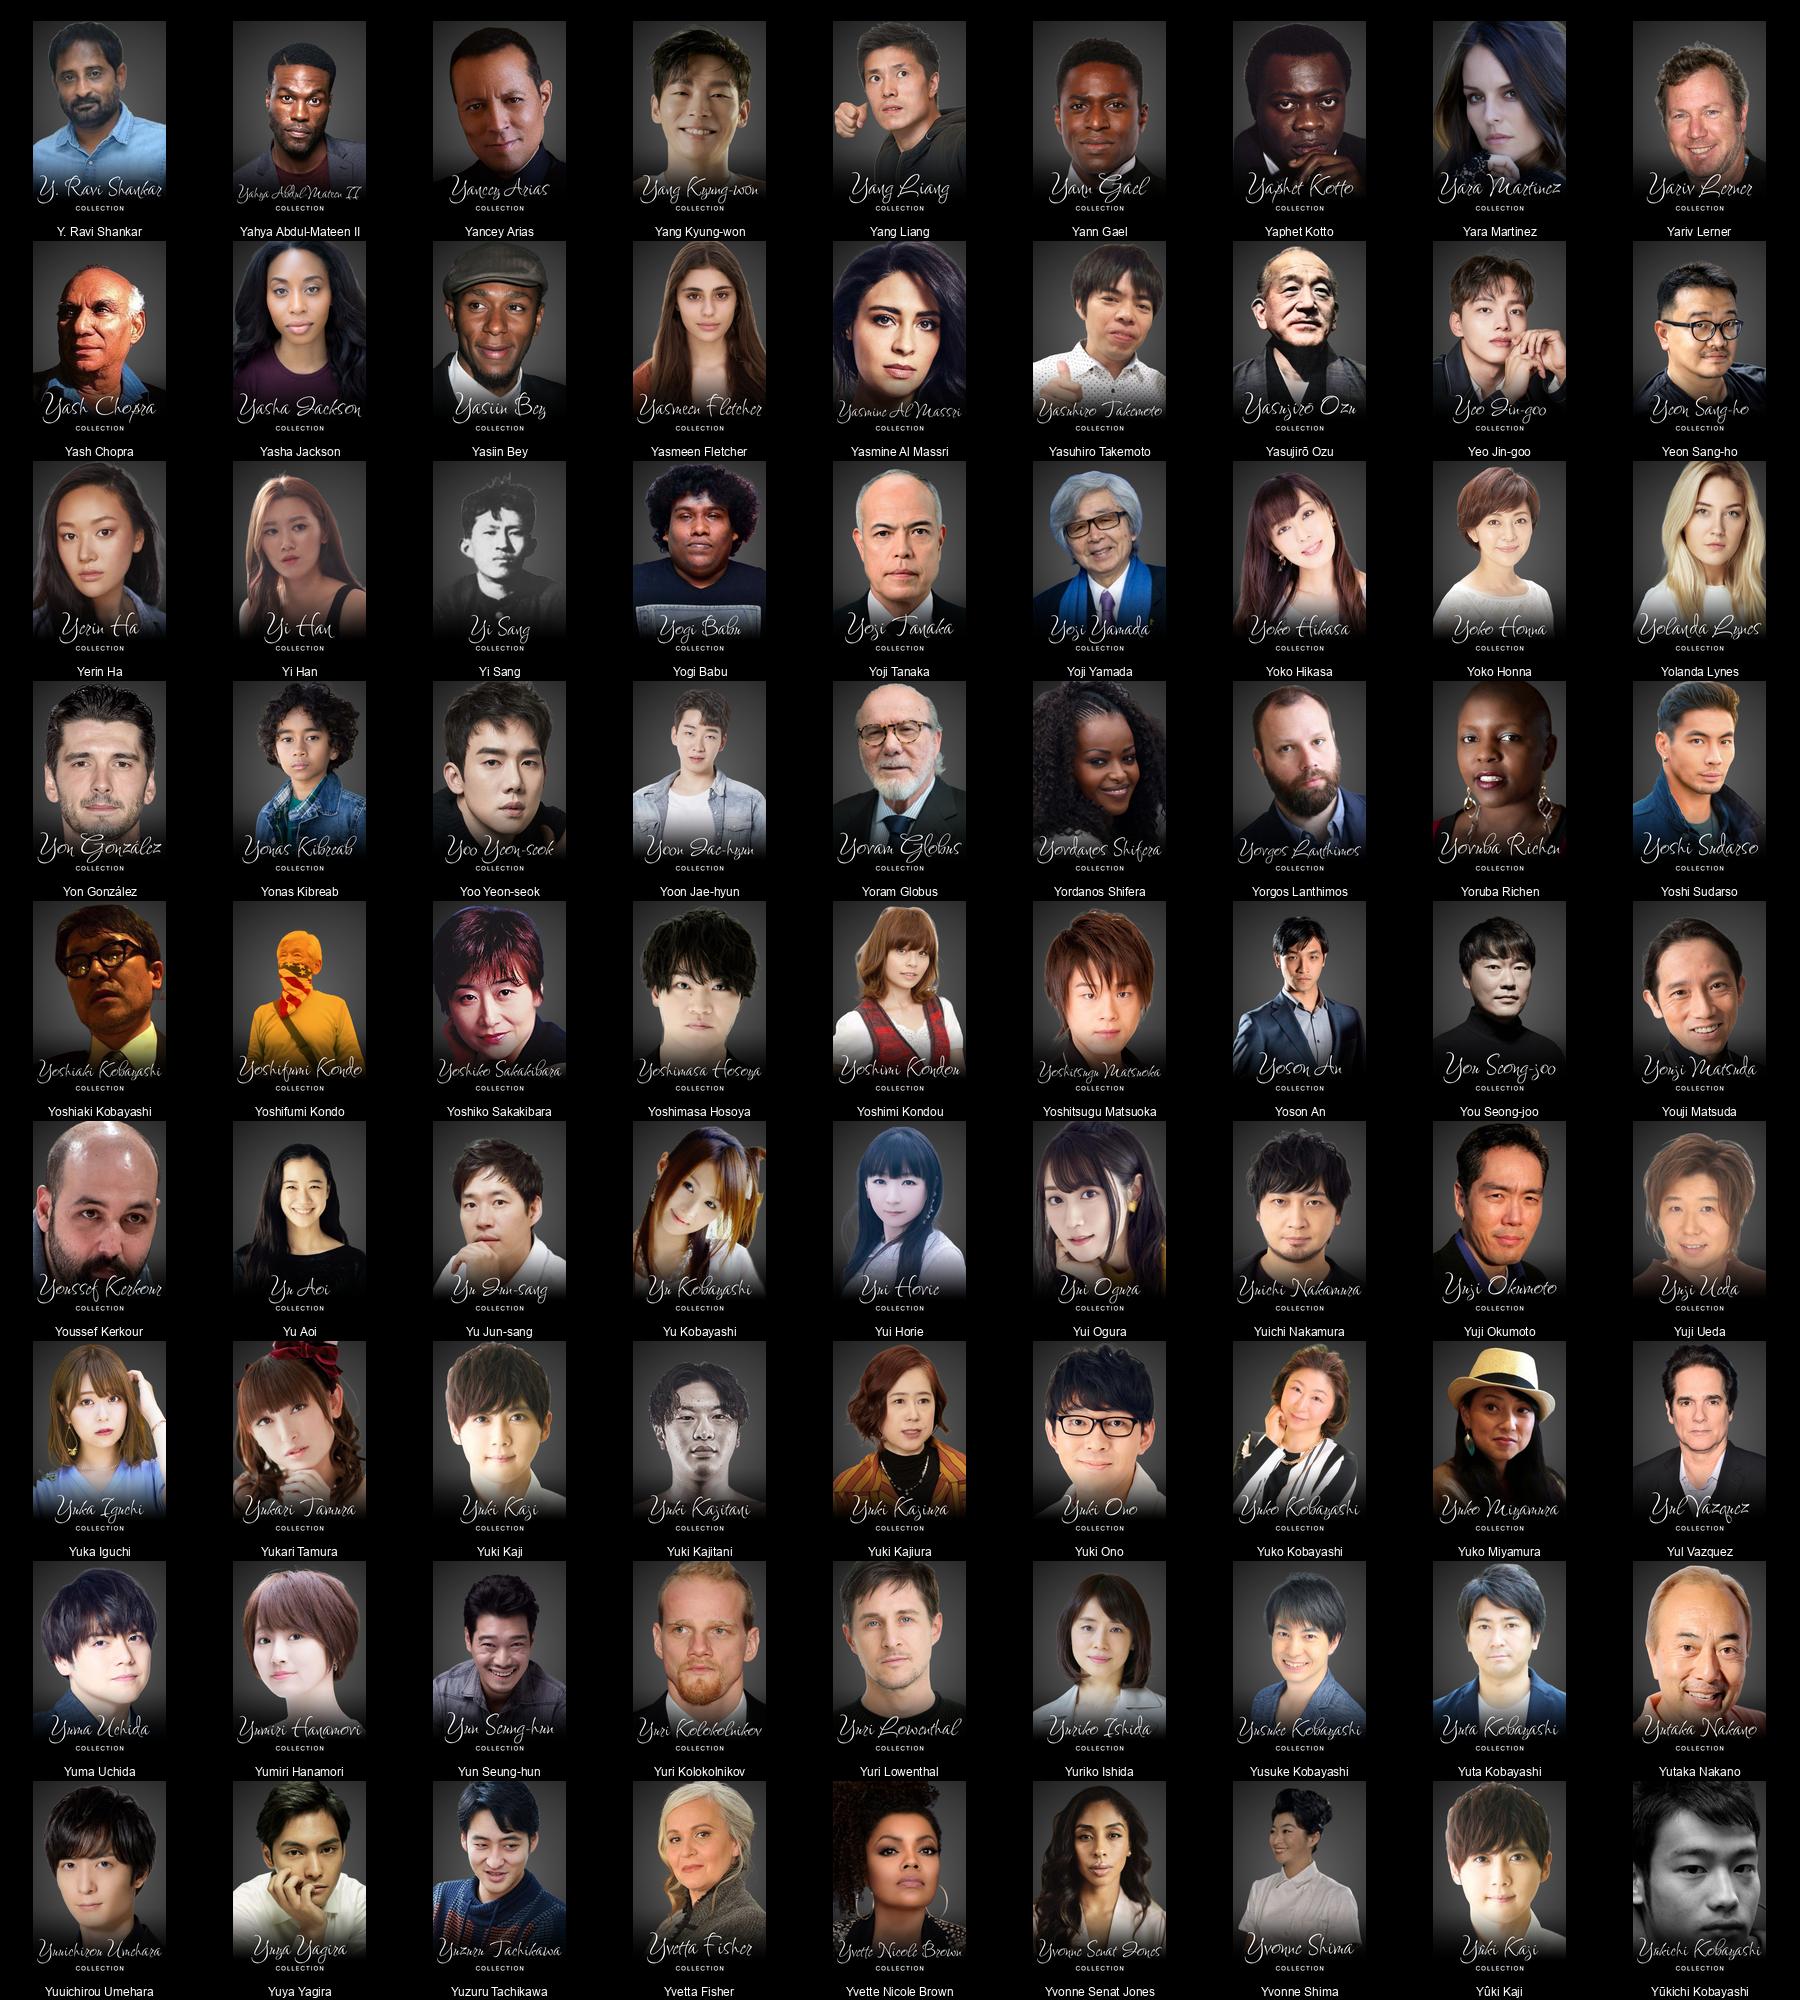 Y. Ravi Shankar Yahya Abdul-Mateen II Yancey Arias Yang Kyung-won Yang Liang Yann Gael Yaphet Kotto Yara Martinez Yariv Lerner
COLLECTION COLLECTION COLLECTION COLLECTION COLLECTION COLLECTION COLLECTION COLLECTION COLLECTION
Y. Ravi Shankar Yahya Abdul-Mateen II Yancey Arias Yang Kyung-won Yang Liang Yann Gael Yaphet Kotto Yara Martinez Yariv Lerner
Yash Chopra Yasha Jackson Yasiin Bey Yasmeen Fletcher Yasmine Al Massri Yasuhiro Takemoto Yasujirō Ozu Yeo Jin-goo Yeon Sang-ho
COLLECTION COLLECTION COLLECTION COLLECTION COLLECTION COLLECTION COLLECTION COLLECTION COLLECTION
Yash Chopra Yasha Jackson Yasiin Bey Yasmeen Fletcher Yasmine Al Massri Yasuhiro Takemoto Yasujirō Ozu Yeo Jin-goo Yeon Sang-ho
Yerin Ha Yi Han Yi Sang Yogi Babu Yoji Tanaka Yoji Yamada Yoko Hikasa Yoko Honna Yolanda Lynes
COLLECTION COLLECTION COLLECTION COLLECTION COLLECTION COLLECTION COLLECTION COLLECTION COLLECTION
Yerin Ha Yi Han Yi Sang Yogi Babu Yoji Tanaka Yoji Yamada Yoko Hikasa Yoko Honna Yolanda Lynes
Yon González Yonas Kibreab Yoo Yeon-seok Yoon Jae-hyun Yoram Globus Yordanos Shifera Yorgos Lanthimos Yoruba Richen Yoshi Sudarso
COLLECTION COLLECTION COLLECTION COLLECTION COLLECTION COLLECTION COLLECTION COLLECTION COLLECTION
Yon González Yonas Kibreab Yoo Yeon-seok Yoon Jae-hyun Yoram Globus Yordanos Shifera Yorgos Lanthimos Yoruba Richen Yoshi Sudarso
Yoshiaki Kobayashi Yoshifumi Kondo Yoshiko Sakakibara Yoshimasa Hosoya Yoshimi Kondou Yoshitsugu Matsuoka Yoson An You Seong-joo Youji Matsuda
COLLECTION COLLECTION COLLECTION COLLECTION COLLECTION COLLECTION COLLECTION COLLECTION COLLECTION
Yoshiaki Kobayashi Yoshifumi Kondo Yoshiko Sakakibara Yoshimasa Hosoya Yoshimi Kondou Yoshitsugu Matsuoka Yoson An You Seong-joo Youji Matsuda
Youssef Kerkour Yu Aoi Yu Jun-sang Yu Kobayashi Yui Horie Yui Ogura Yuichi Nakamura Yuji Okumoto Yuji Ueda
COLLECTION COLLECTION COLLECTION COLLECTION COLLECTION COLLECTION COLLECTION COLLECTION COLLECTION
Youssef Kerkour Yu Aoi Yu Jun-sang Yu Kobayashi Yui Horie Yui Ogura Yuichi Nakamura Yuji Okumoto Yuji Ueda
Yuka Iguchi Yukari Tamura Yuki Kaji Yuki Kajitani Yuki Kajiura Yuki Ono Yuko Kobayashi Yuko Miyamura Yul Vazquez
COLLECTION COLLECTION COLLECTION COLLECTION COLLECTION COLLECTION COLLECTION COLLECTION COLLECTION
Yuka Iguchi Yukari Tamura Yuki Kaji Yuki Kajitani Yuki Kajiura Yuki Ono Yuko Kobayashi Yuko Miyamura Yul Vazquez
Yuma Uchida Yumiri Hanamori Yun Seung-hun Yuri Kolokolnikov Yuri Lowenthal Yuriko Ishida Yusuke Kobayashi Yuta Kobayashi Yutaka Nakano
COLLECTION COLLECTION COLLECTION COLLECTION COLLECTION COLLECTION COLLECTION COLLECTION COLLECTION
Yuma Uchida Yumiri Hanamori Yun Seung-hun Yuri Kolokolnikov Yuri Lowenthal Yuriko Ishida Yusuke Kobayashi Yuta Kobayashi Yutaka Nakano
Yuuichirou Umehara Yuya Yagira Yuzuru Tachikawa Yvetta Fisher Yvette Nicole Brown Yvonne Senat Jones Yvonne Shima Yûki Kaji Yūkichi Kobayashi
COLLECTION COLLECTION COLLECTION COLLECTION COLLECTION COLLECTION COLLECTION COLLECTION COLLECTION
Yuuichirou Umehara Yuya Yagira Yuzuru Tachikawa Yvetta Fisher Yvette Nicole Brown Yvonne Senat Jones Yvonne Shima Yûki Kaji Yūkichi Kobayashi